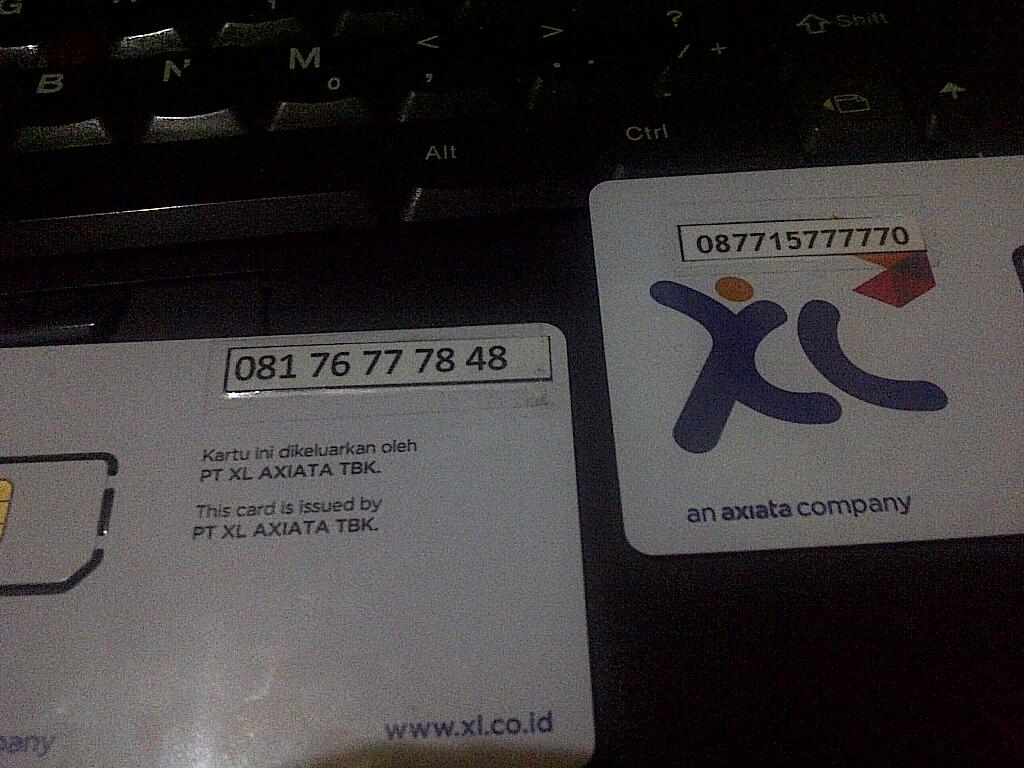 G
B N M < > ? Shift
o , . / +
Alt Ctrl
087715777770
XL
an axiata company
081 76 77 78 48
Kartu ini dikeluarkan oleh
PT XL AXIATA TBK.
This card is issued by
PT XL AXIATA TBK.
www.xl.co.id
pany